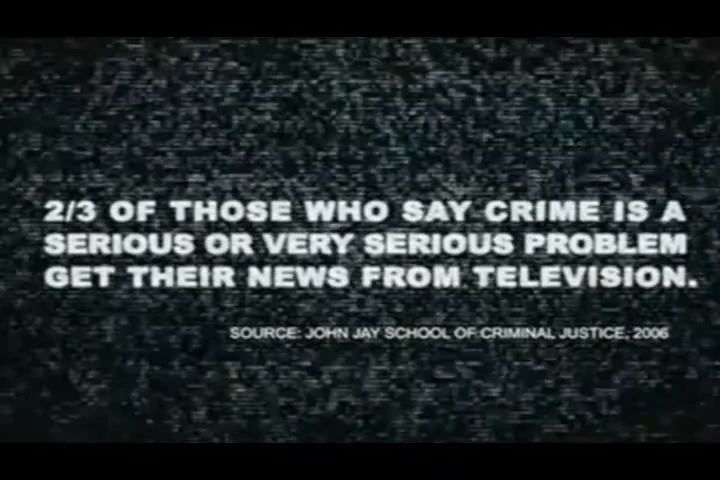 2/3 OF THOSE WHO SAY CRIME IS A
SERIOUS OR VERY SERIOUS PROBLEM
GET THEIR NEWS FROM TELEVISION.
SOURCE: JOHN JAY SCHOOL OF CRIMINAL JUSTICE, 2006